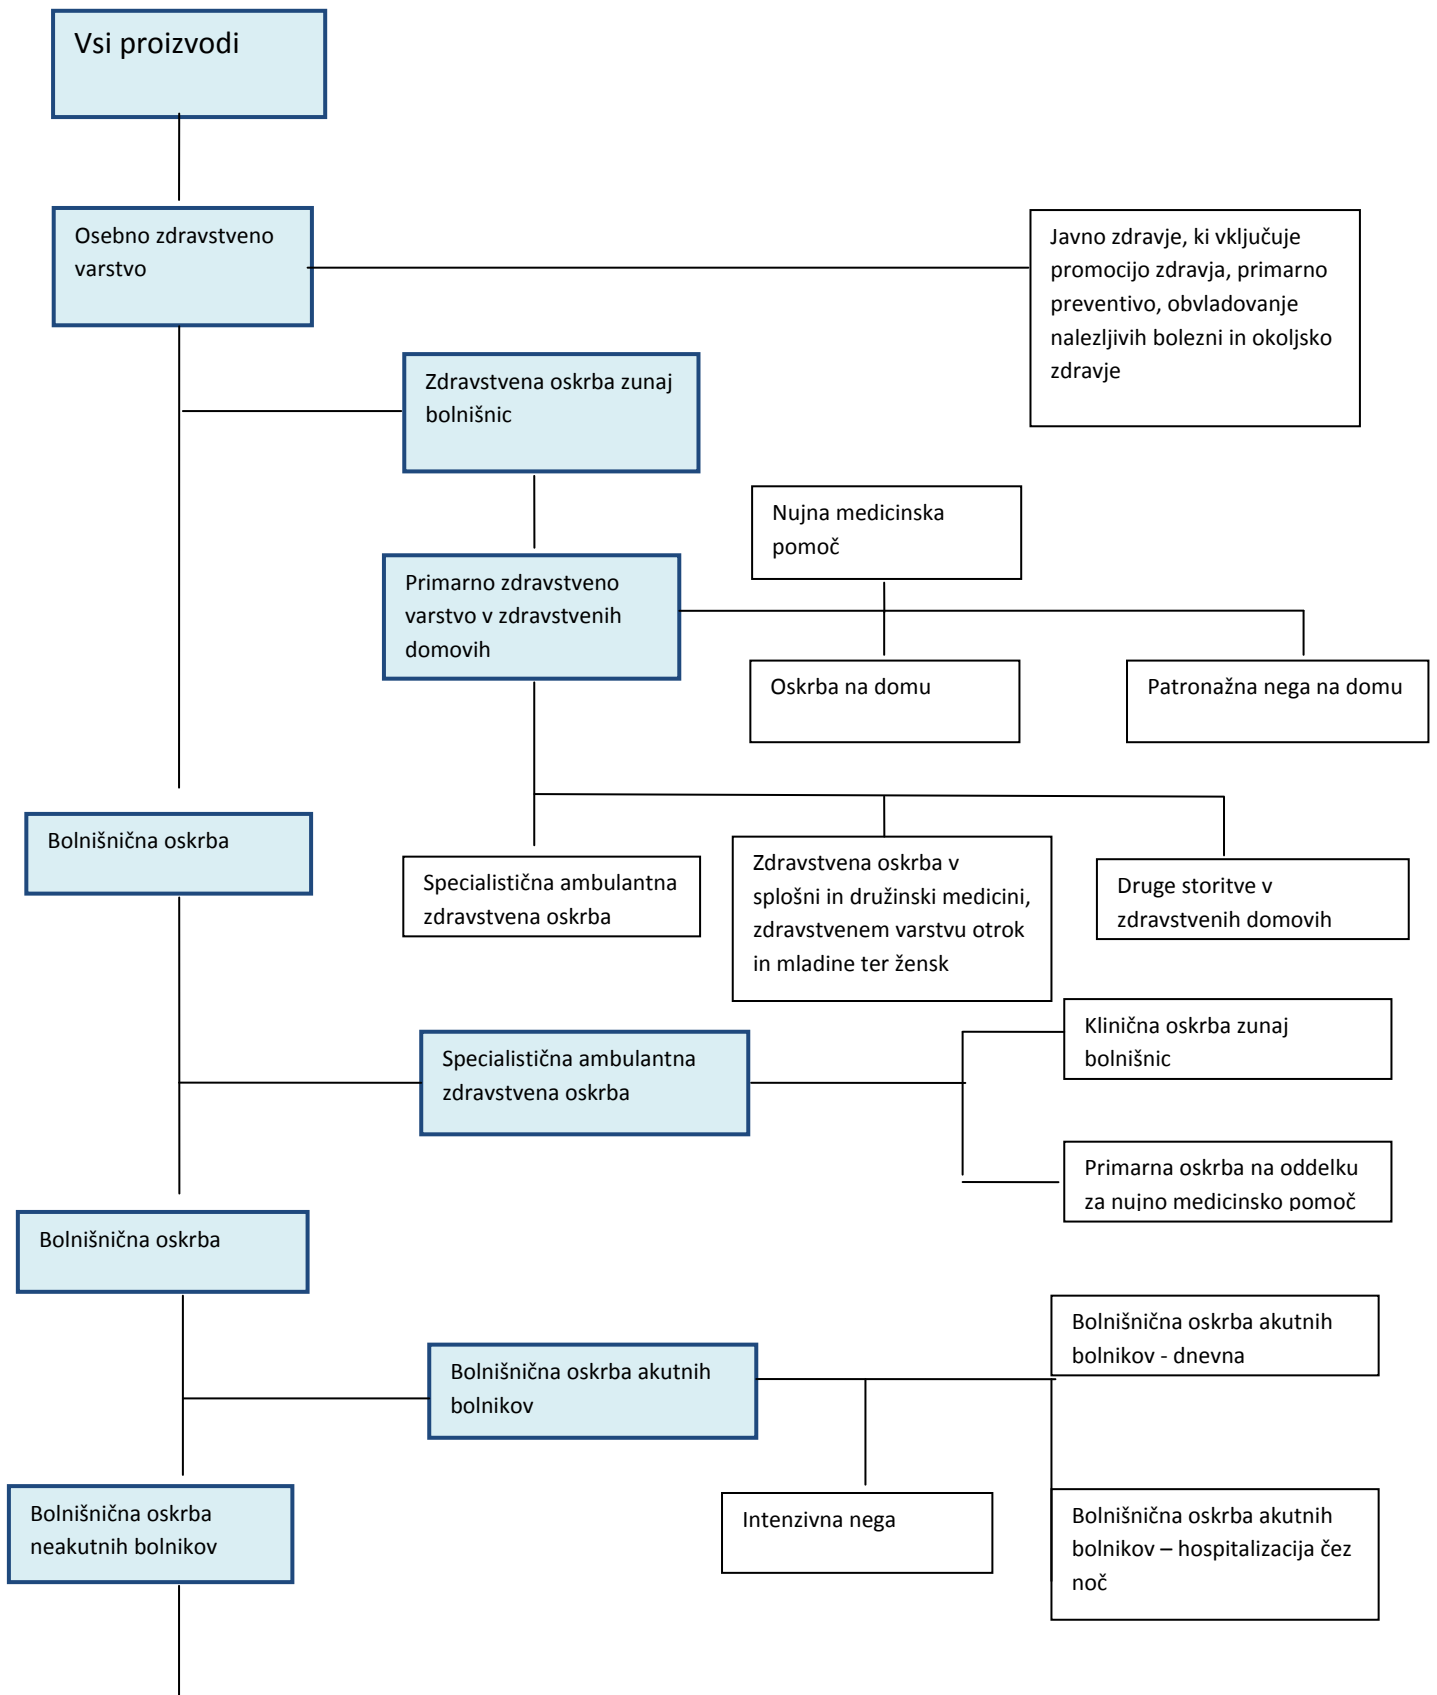 Vsi proizvodi
Osebno zdravstveno
varstvo
Javno zdravje, ki vključuje
promocijo zdravja, primarno
preventivo, obvladovanje
nalezljivih bolezni in okoljsko
zdravje
Zdravstvena oskrba zunaj
bolnišnic
Nujna medicinska
pomoč
Primarno zdravstveno
varstvo v zdravstvenih
domovih
Oskrba na domu
Patronažna nega na domu
Bolnišnična oskrba
Specialistična ambulantna
zdravstvena oskrba
Zdravstvena oskrba v
splošni in družinski medicini,
zdravstvenem varstvu otrok
in mladine ter žensk
Druge storitve v
zdravstvenih domovih
Klinična oskrba zunaj
bolnišnic
Specialistična ambulantna
zdravstvena oskrba
Primarna oskrba na oddelku
za nujno medicinsko pomoč
Bolnišnična oskrba
Bolnišnična oskrba akutnih
bolnikov - dnevna
Bolnišnična oskrba akutnih
bolnikov
Bolnišnična oskrba
neakutnih bolnikov
Intenzivna nega
Bolnišnična oskrba akutnih
bolnikov – hospitalizacija čez
noč